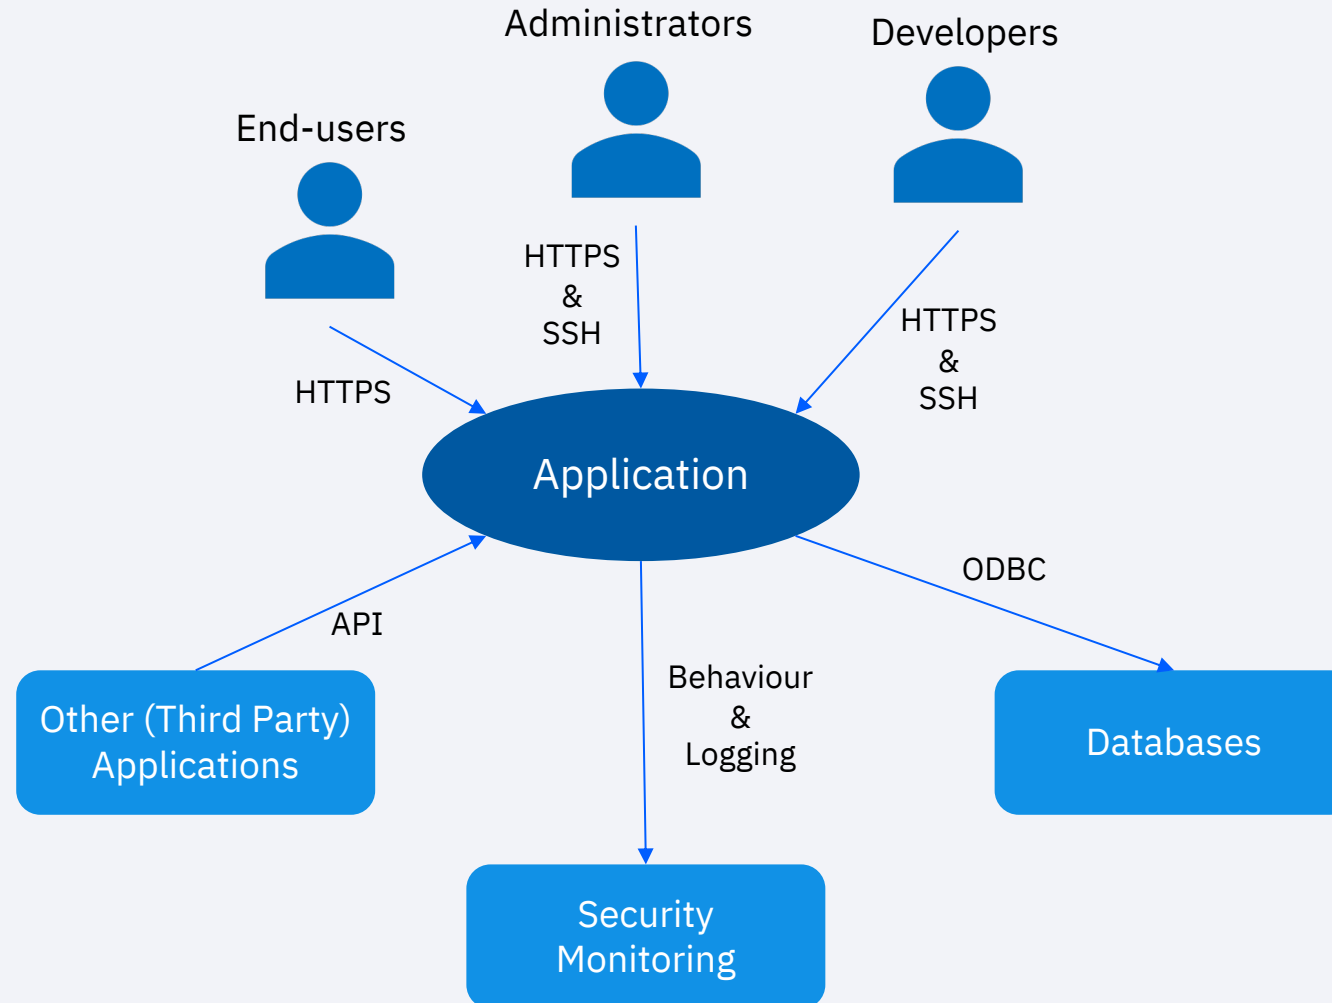 Administrators
Developers
End-users
HTTPS
&
SSH
HTTPS
&
SSH
HTTPS
Application
ODBC
API
Behaviour
&
Logging
Other (Third Party)
Applications
Databases
Security
Monitoring